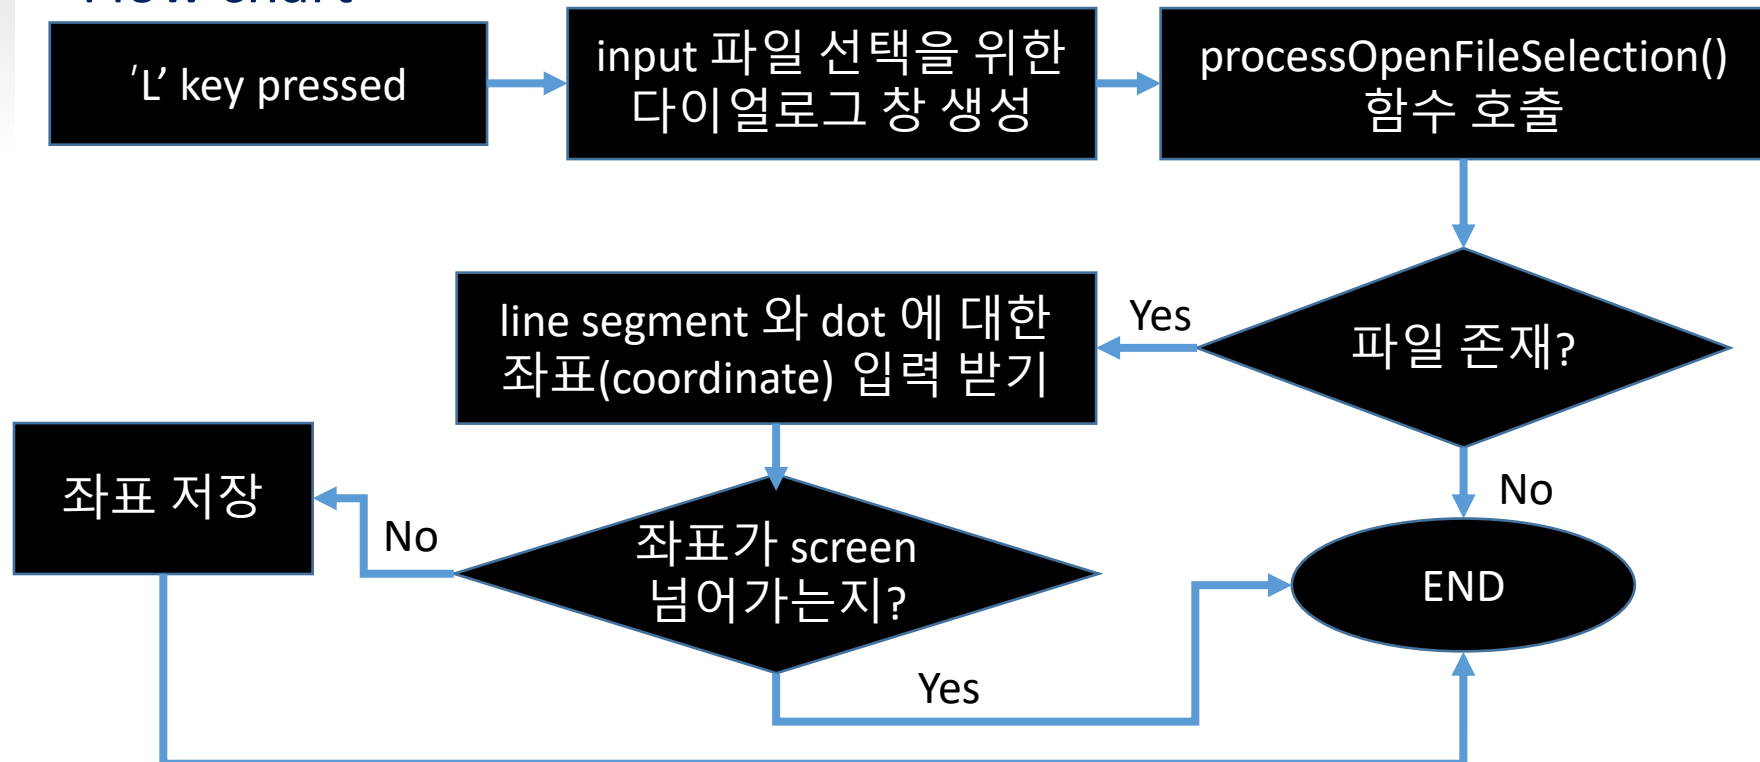 Flow chart
'L’ key pressed
input 파일 선택을 위한
다이얼로그 창 생성
processOpenFileSelection()
함수 호출
파일 존재?
Yes
No
line segment 와 dot 에 대한
좌표(coordinate) 입력 받기
좌표가 screen
넘어가는지?
No
Yes
좌표 저장
END